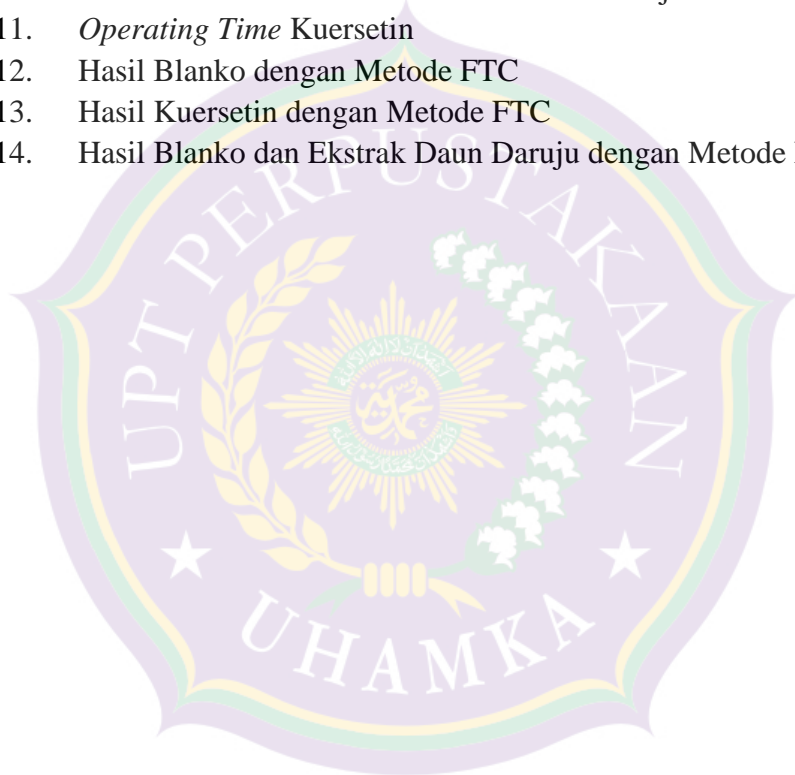 11. Operating Time Kuersetin
12. Hasil Blanko dengan Metode FTC
13. Hasil Kuersetin dengan Metode FTC
14. Hasil Blanko dan Ekstrak Daun Daruju dengan Metode
UPT PERPUSTAKAAN
UHAMKA